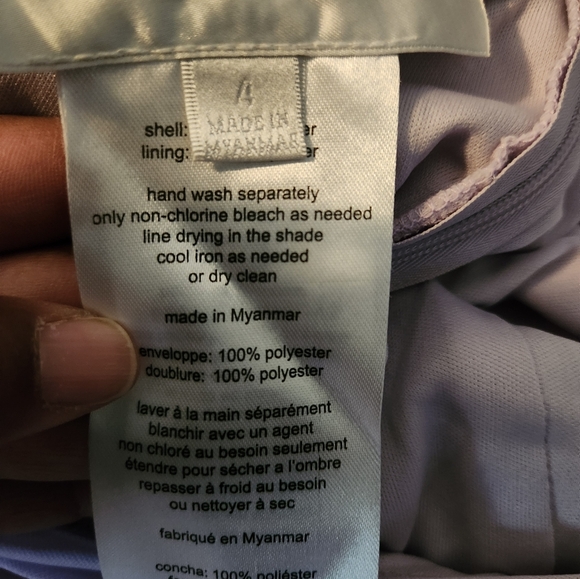 4
MADE IN
MYANMAR
shell: er
lining: er
hand wash separately
only non-chlorine bleach as needed
line drying in the shade
cool iron as needed
or dry clean
made in Myanmar
enveloppe: 100% polyester
doublure: 100% polyester
laver à la main séparément
blanchir avec un agent
non chloré au besoin seulement
étendre pour sécher a l'ombre
repasser à froid au besoin
ou nettoyer à sec
fabriqué en Myanmar
concha: 100% poliéster